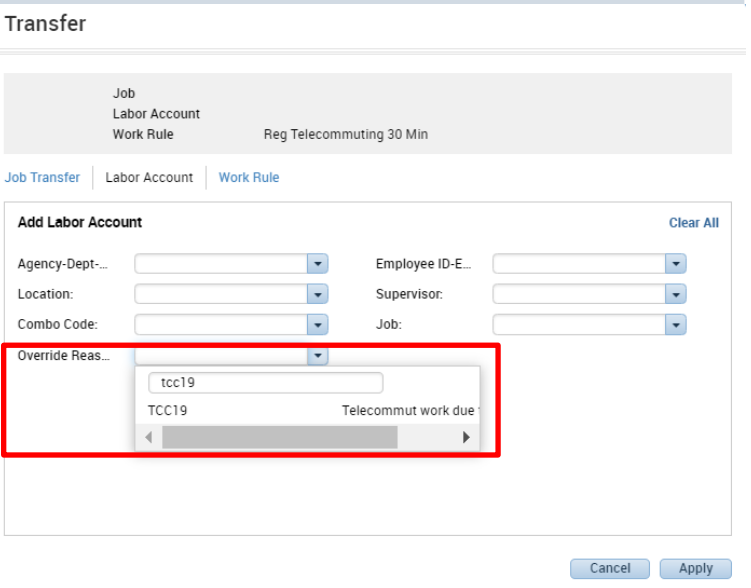 Transfer
Job
Labor Account
Work Rule Reg Telecommuting 30 Min
Job Transfer Labor Account Work Rule
Add Labor Account Clear All
Agency-Dept-... Employee ID-E...
Location: Supervisor:
Combo Code: Job:
Override Reas...
tcc19
TCC19 Telecommut work due
Cancel Apply